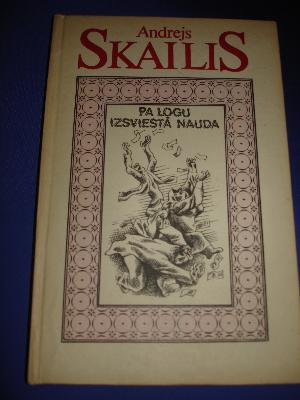 Andrejs
SKAILIS
PA LOGU
IZSVIESTĀ NAUDA